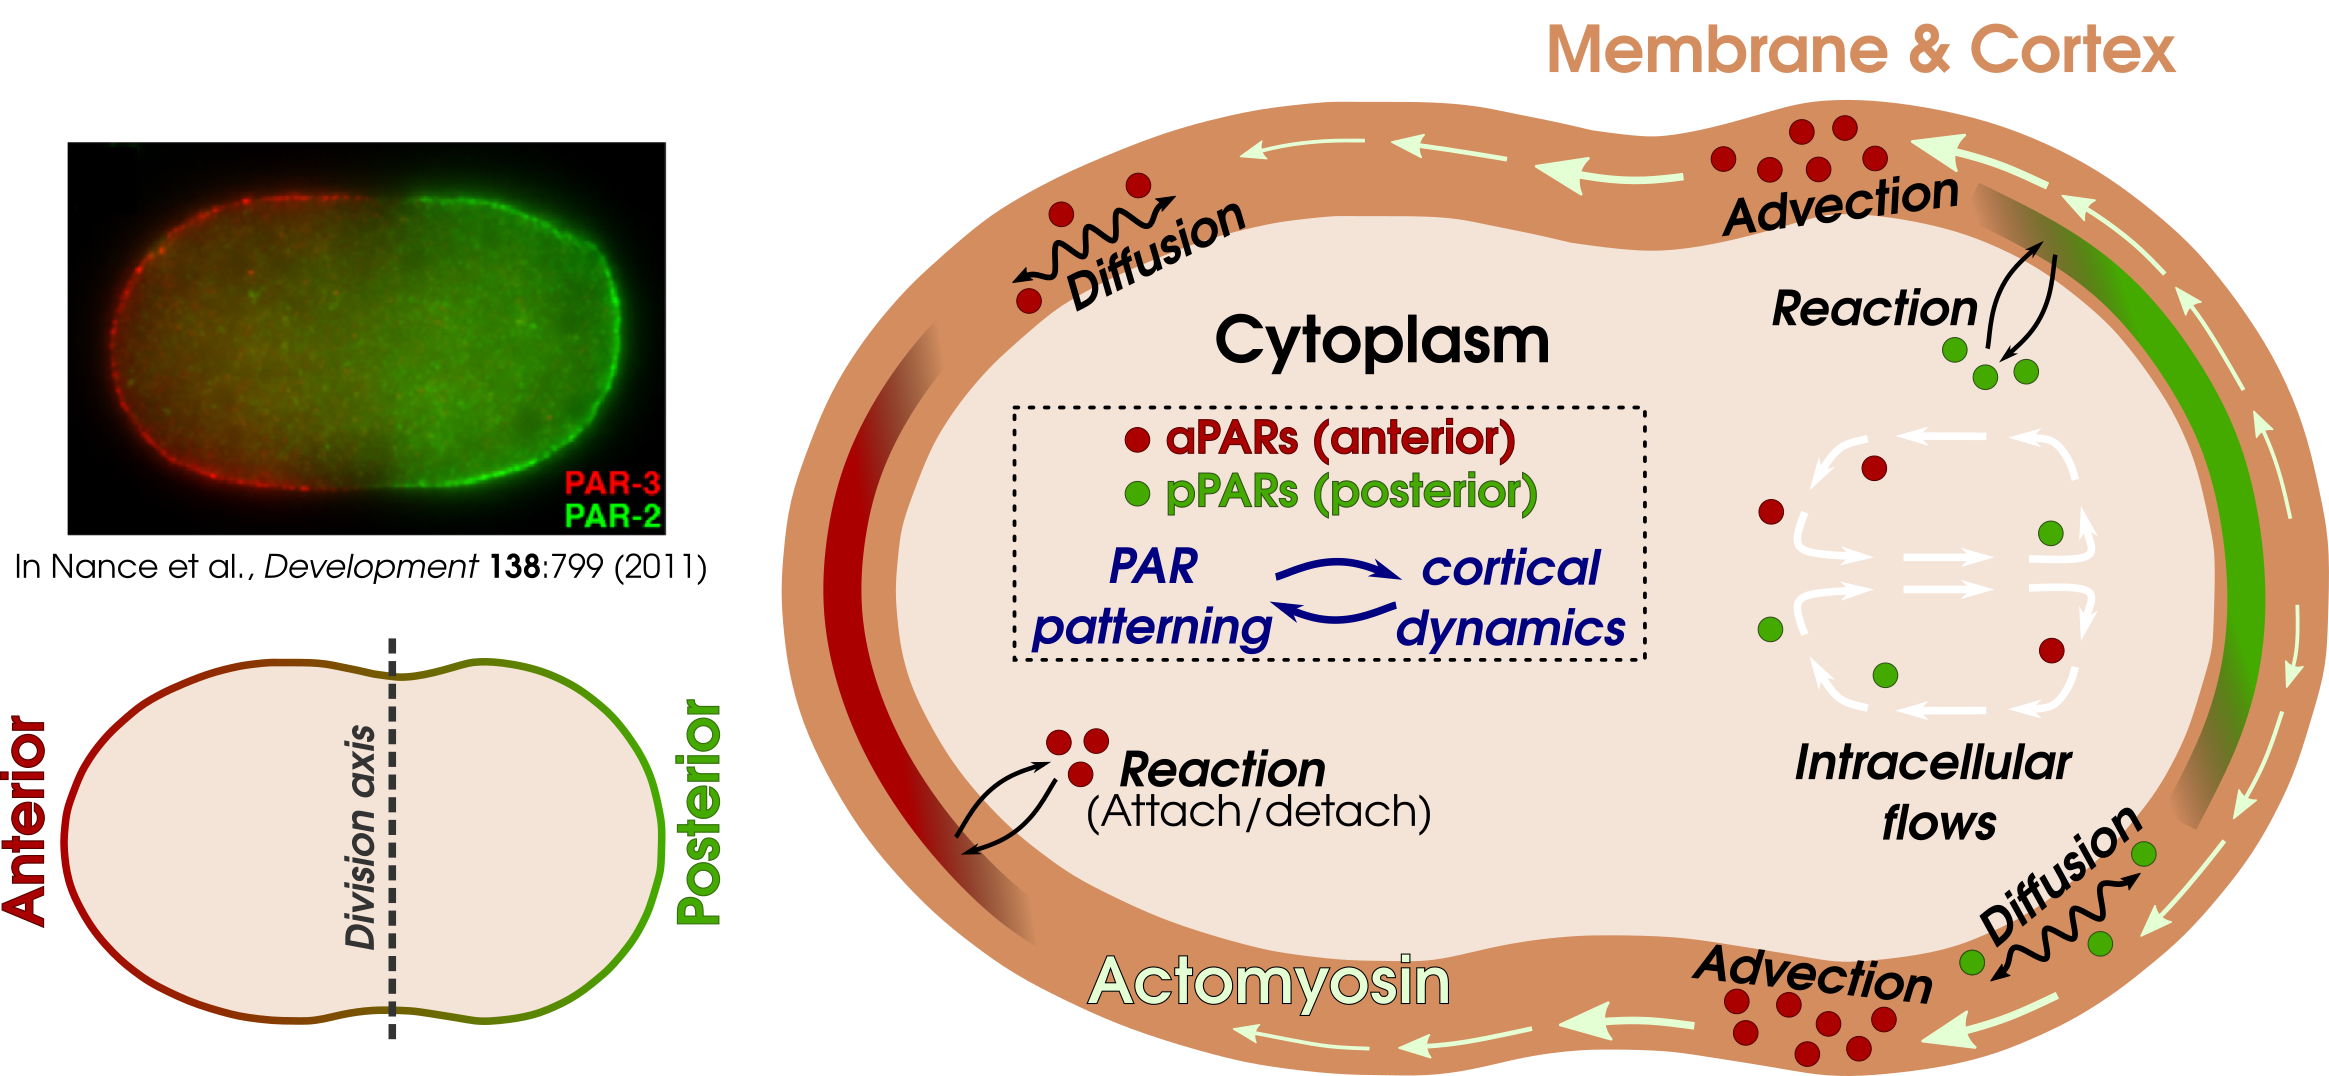 PAR-3
PAR-2
In Nance et al., Development 138:799 (2011)
Anterior
Division axis
Posterior
Membrane & Cortex
Advection
Diffusion
Reaction
Cytoplasm
aPARs (anterior)
pPARs (posterior)
PAR
patterning
cortical
dynamics
Reaction
(Attach/detach)
Intracellular
flows
Diffusion
Advection
Actomyosin